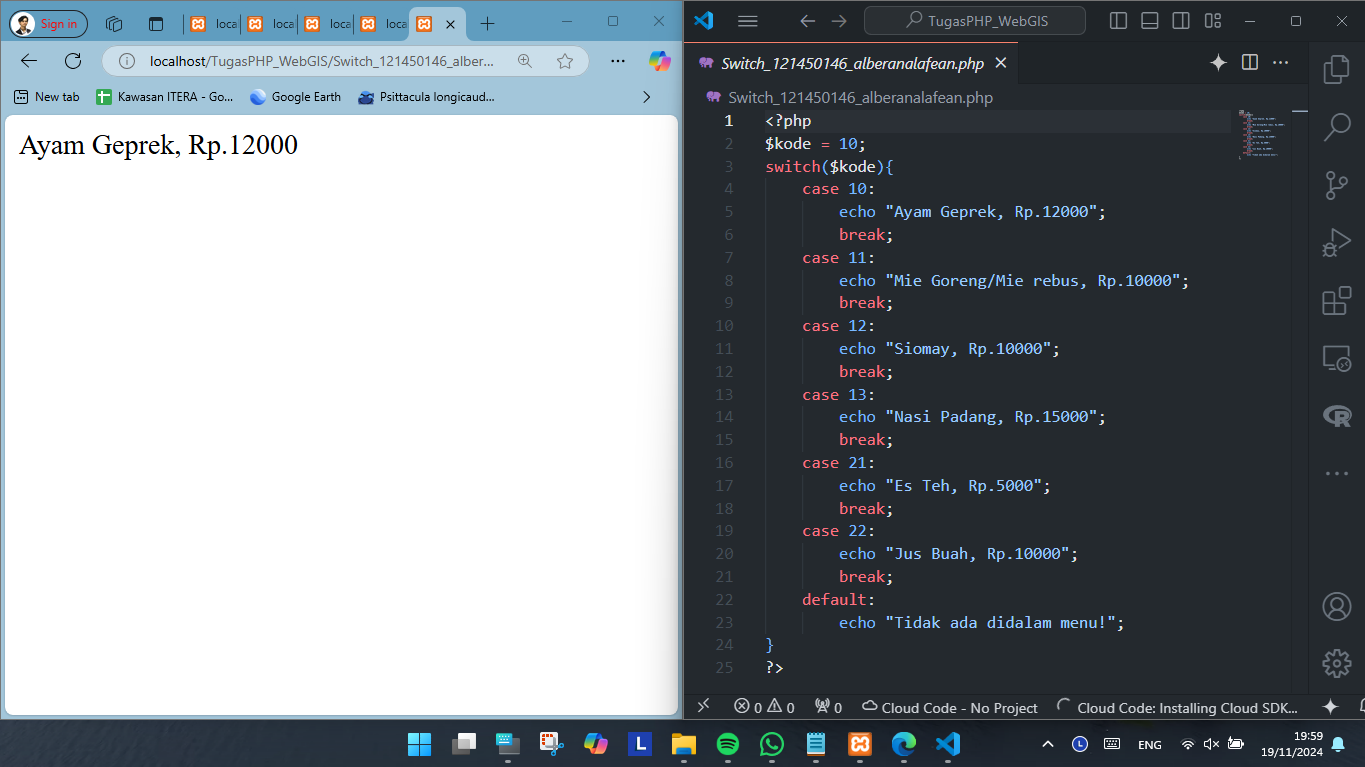 Sign in
loca
loca
loca
loca
localhost/TugasPHP_WebGIS/Switch_121450146_alber...
New tab
Kawasan ITERA - Go...
Google Earth
Psittacula longicaud...
Ayam Geprek, Rp.12000
TugasPHP_WebGIS
Switch_121450146_alberanalafean.php
Switch_121450146_alberanalafean.php
1 <?php
2 $kode = 10;
3 switch($kode){
4 case 10:
5 echo "Ayam Geprek, Rp.12000";
6 break;
7 case 11:
8 echo "Mie Goreng/Mie rebus, Rp.10000";
9 break;
10 case 12:
11 echo "Siomay, Rp.10000";
12 break;
13 case 13:
14 echo "Nasi Padang, Rp.15000";
15 break;
16 case 21:
17 echo "Es Teh, Rp.5000";
18 break;
19 case 22:
20 echo "Jus Buah, Rp.10000";
21 break;
22 default:
23 echo "Tidak ada didalam menu!";
24 }
25 ?>
0 0 0 Cloud Code - No Project Cloud Code: Installing Cloud SDK...
L
L
ENG
19:59
19/11/2024